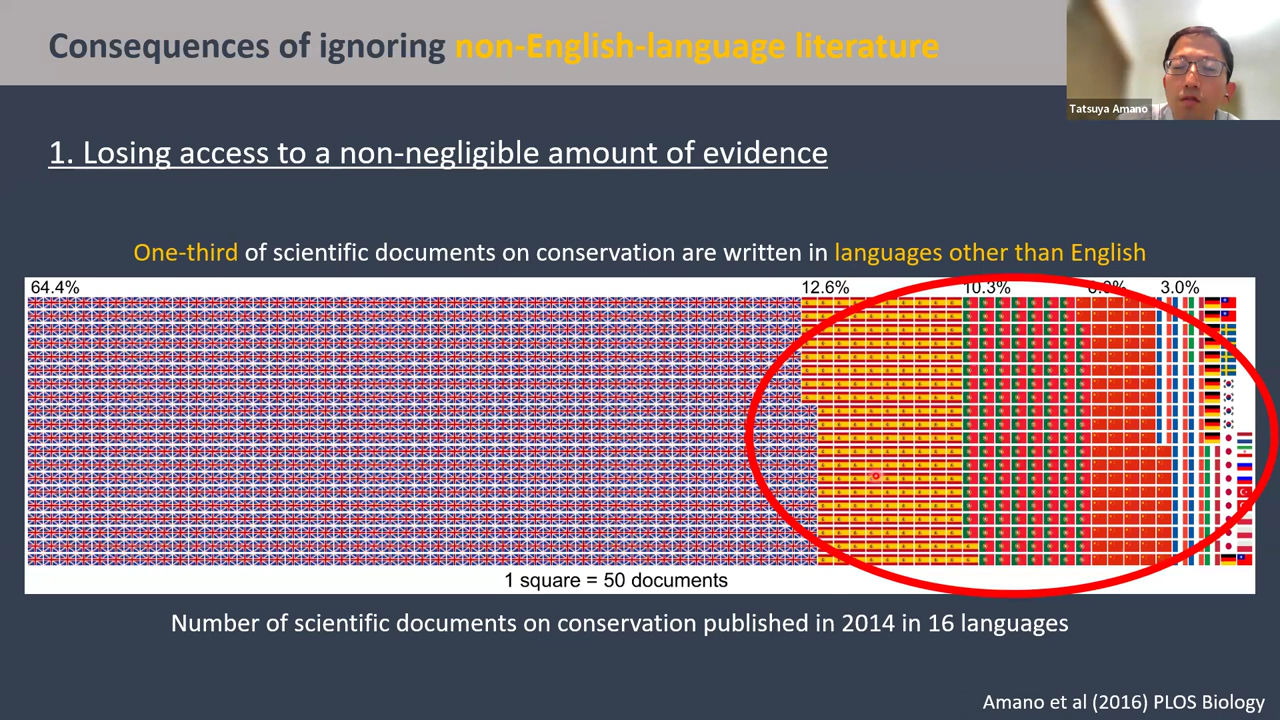 Consequences of ignoring non-English-language literature
Tatsuya Amano
1. Losing access to a non-negligible amount of evidence
One-third of scientific documents on conservation are written in languages other than English
64.4% 12.6% 10.3% 3.0%
1 square = 50 documents
Number of scientific documents on conservation published in 2014 in 16 languages
Amano et al (2016) PLOS Biology